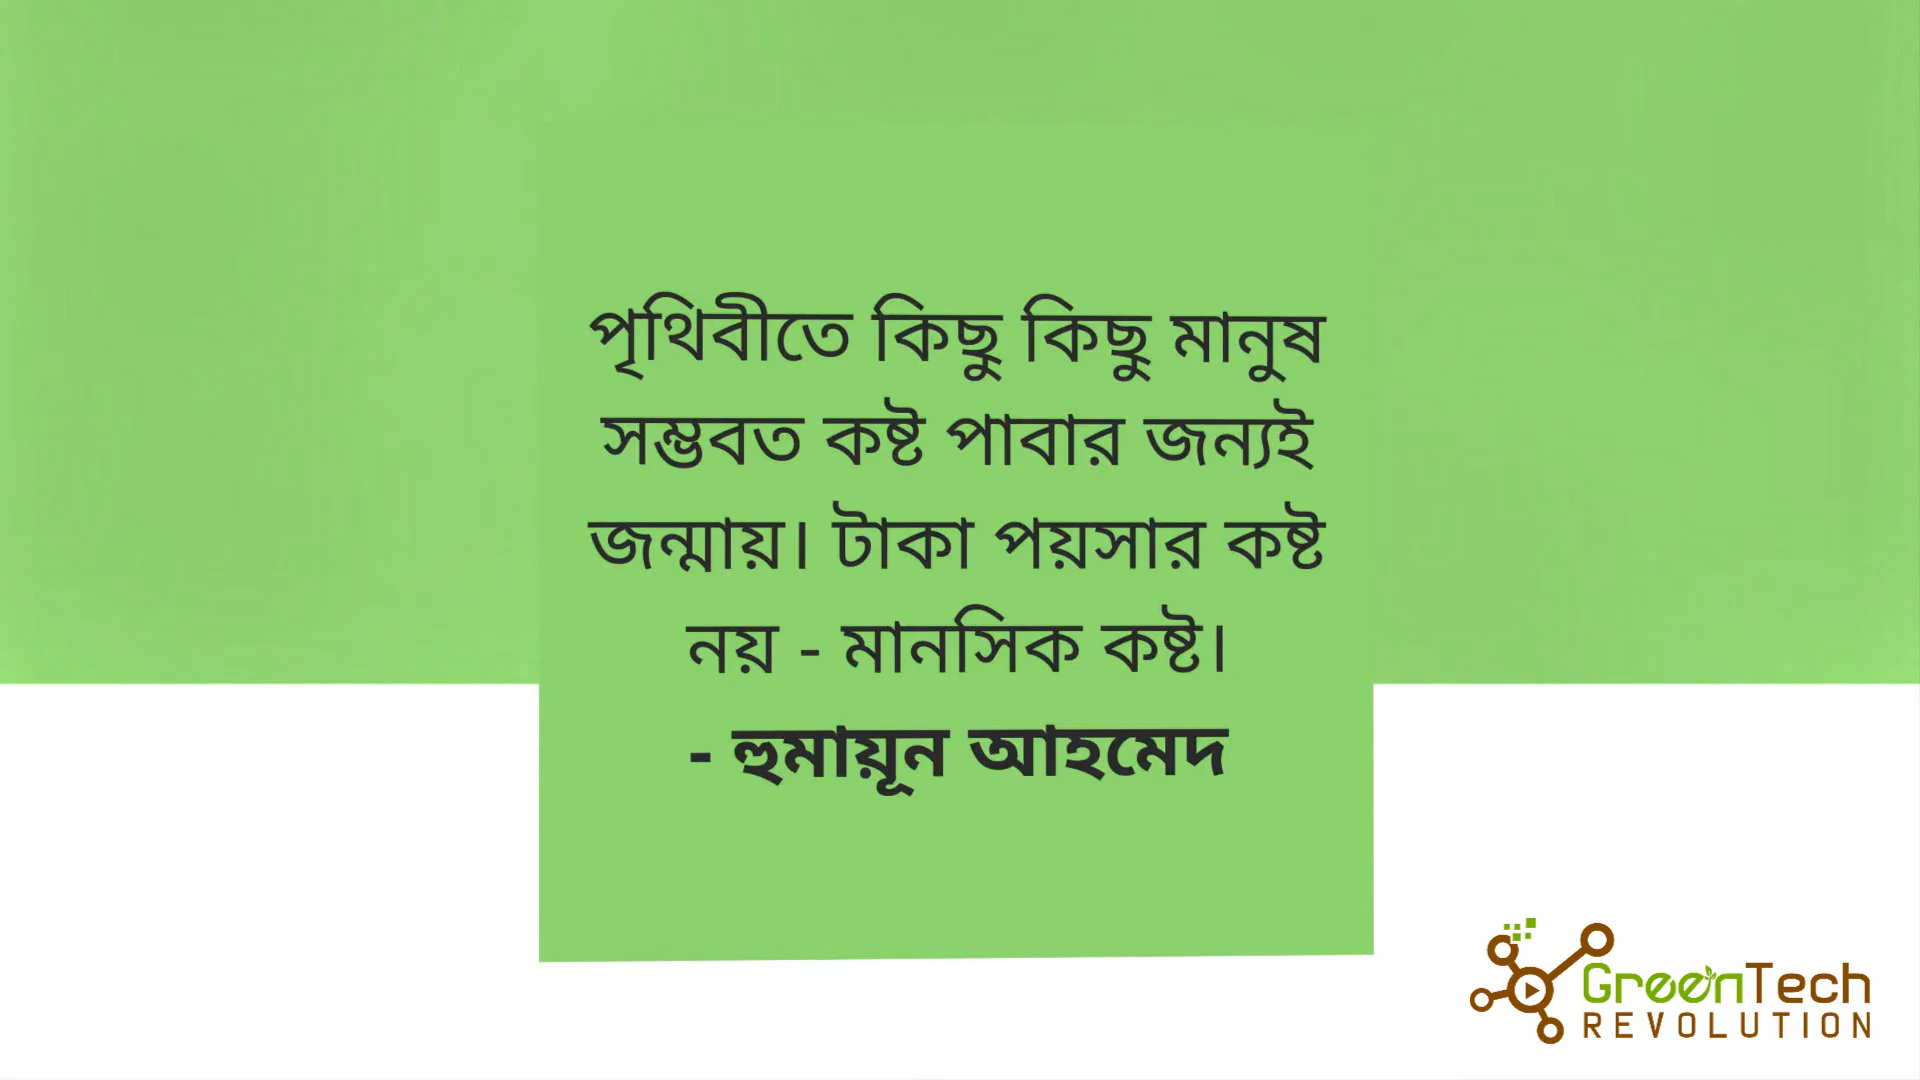 পৃথিবীতে কিছু কিছু মানুষ
সম্ভবত কষ্ট পাবার জন্যই
জন্মায়। টাকা পয়সার কষ্ট
নয় - মানসিক কষ্ট।
- হুমায়ূন আহমেদ
GreenTech
REVOLUTION